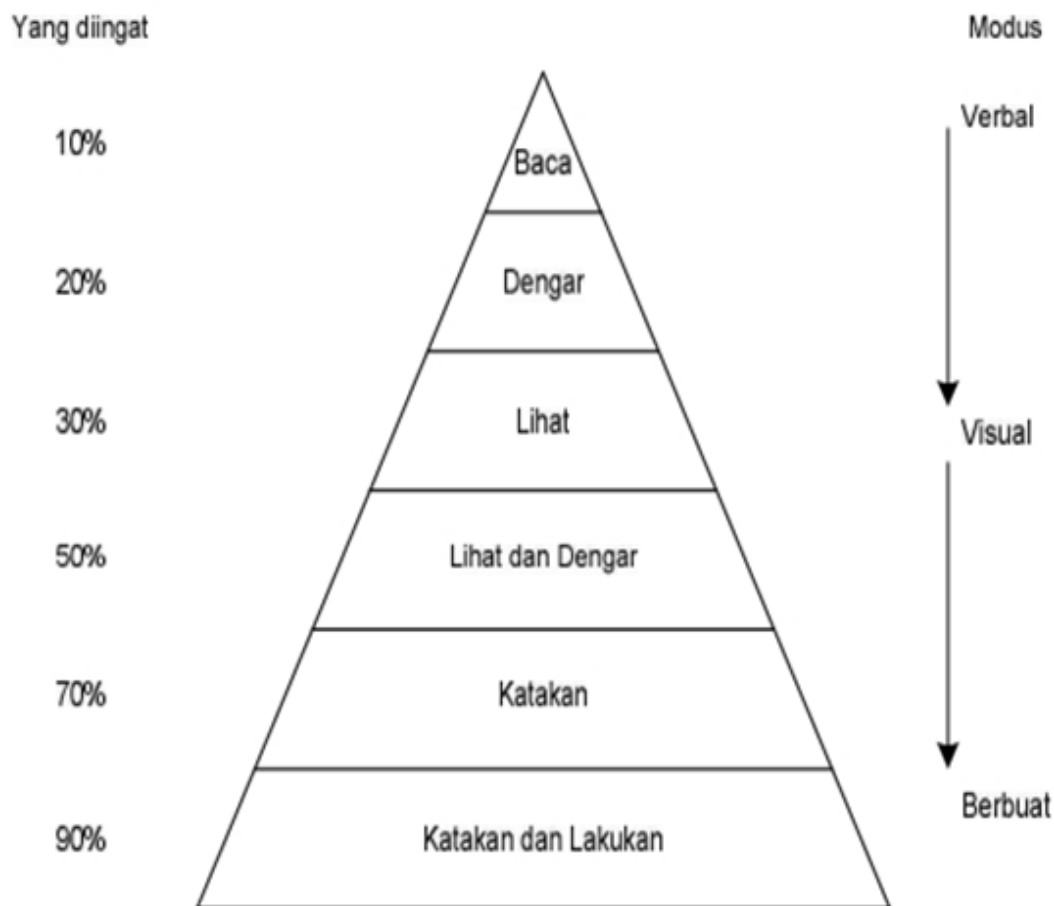 Yang diingat
Modus
Verbal
10%
Baca
20%
Dengar
30%
Lihat
Visual
50%
Lihat dan Dengar
70%
Katakan
Berbuat
90%
Katakan dan Lakukan